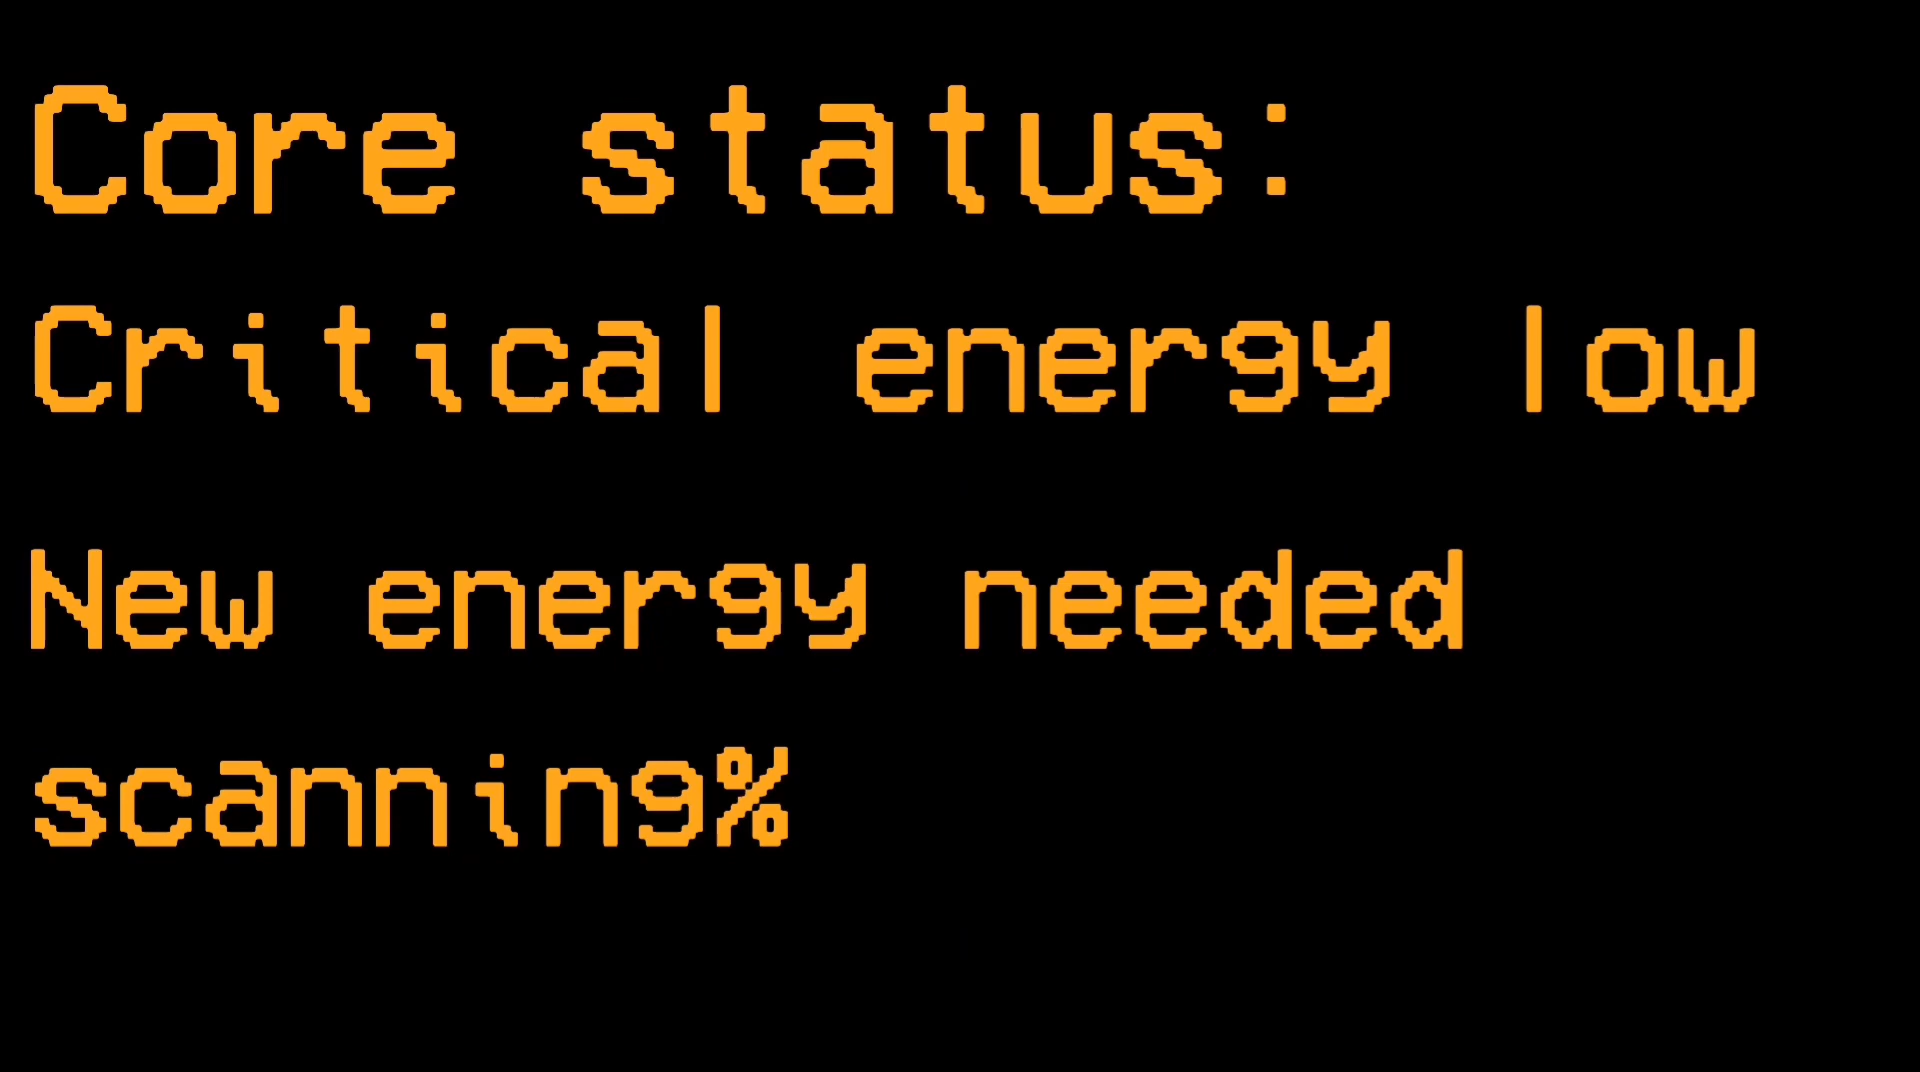 Core status:
Critical energy low
New energy needed
scanning%